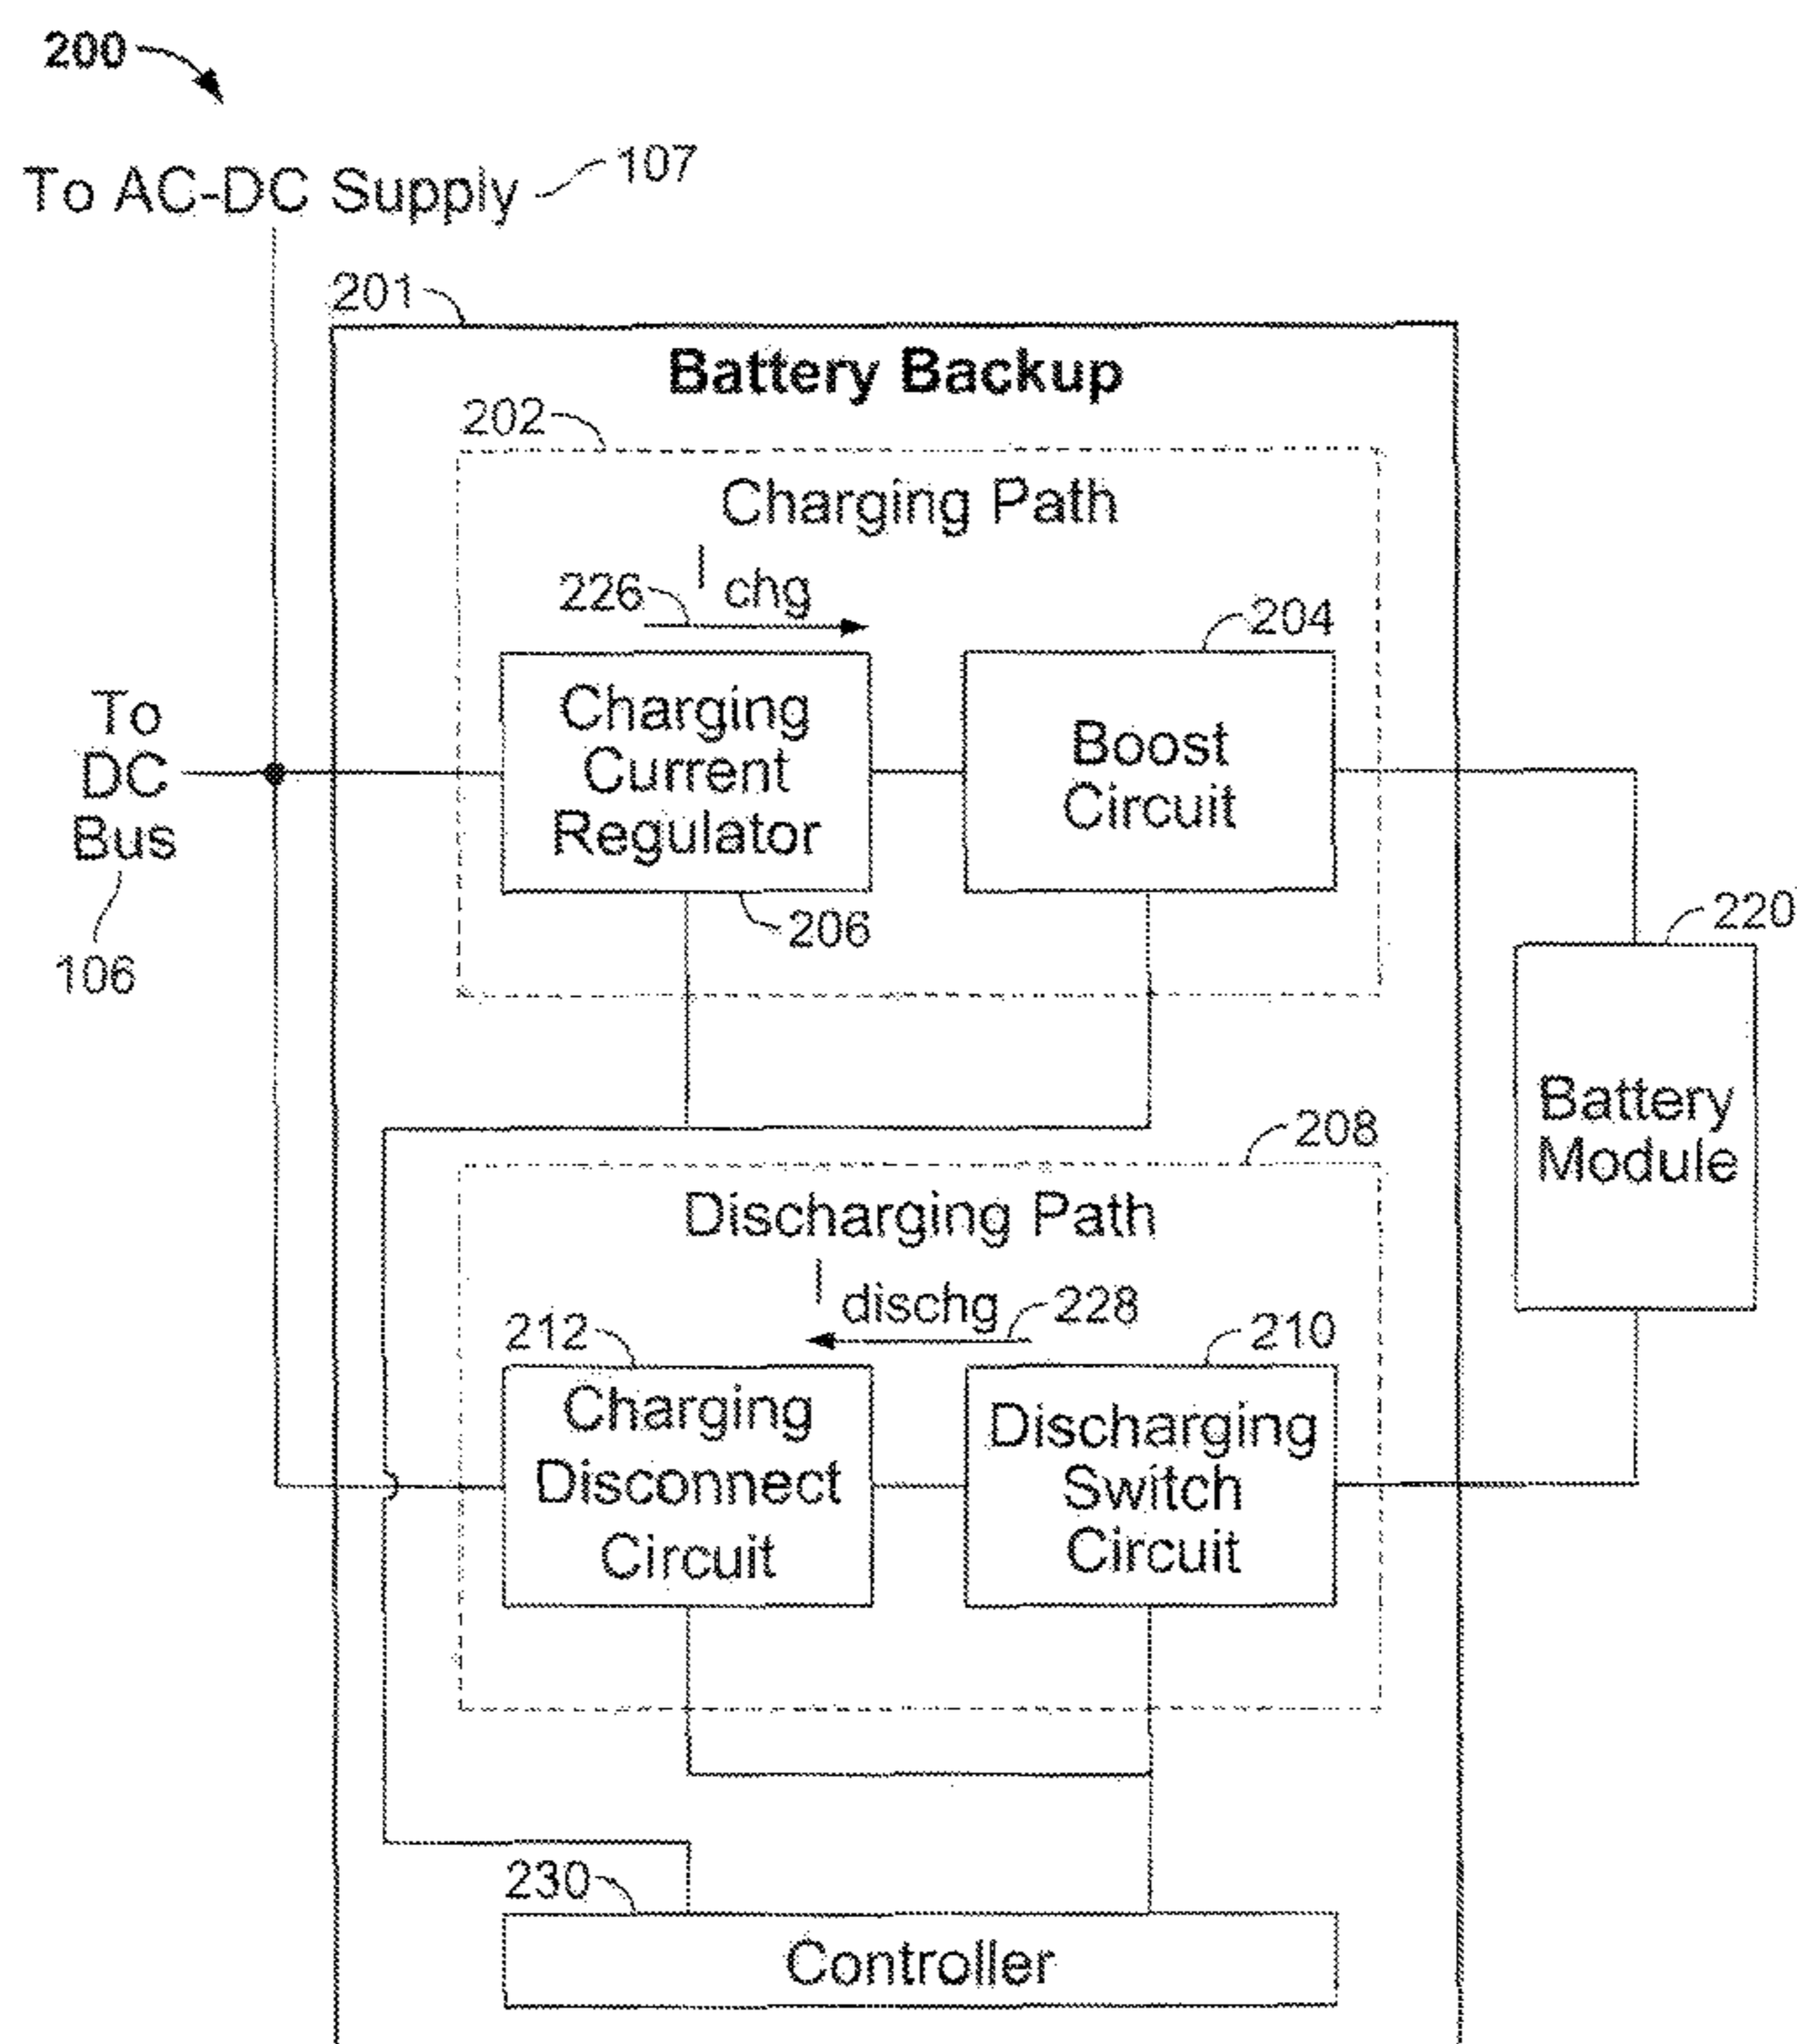 200
To AC-DC Supply 107
201
Battery Backup
202
Charging Path
I chg
226
204
Charging
Current
Regulator
Boost
Circuit
206
To
DC
Bus
106
220
Battery
Module
208
Discharging Path
I dischg
228
212
210
Charging
Disconnect
Circuit
Discharging
Switch
Circuit
230
Controller